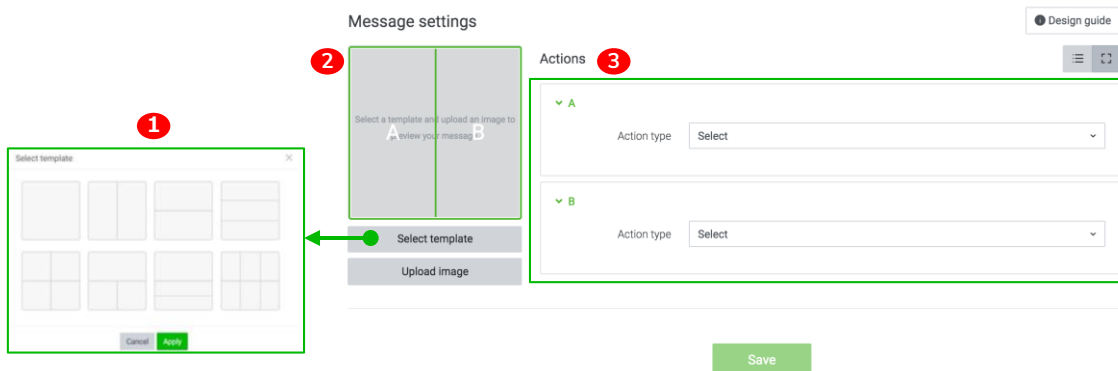 Message settings
Design guide
2
Actions
3
A
Select a template and upload an image to
preview your message
A
B
Action type
Select
1
Select template
B
Action type
Select
Select template
Upload image
Cancel
Apply
Save